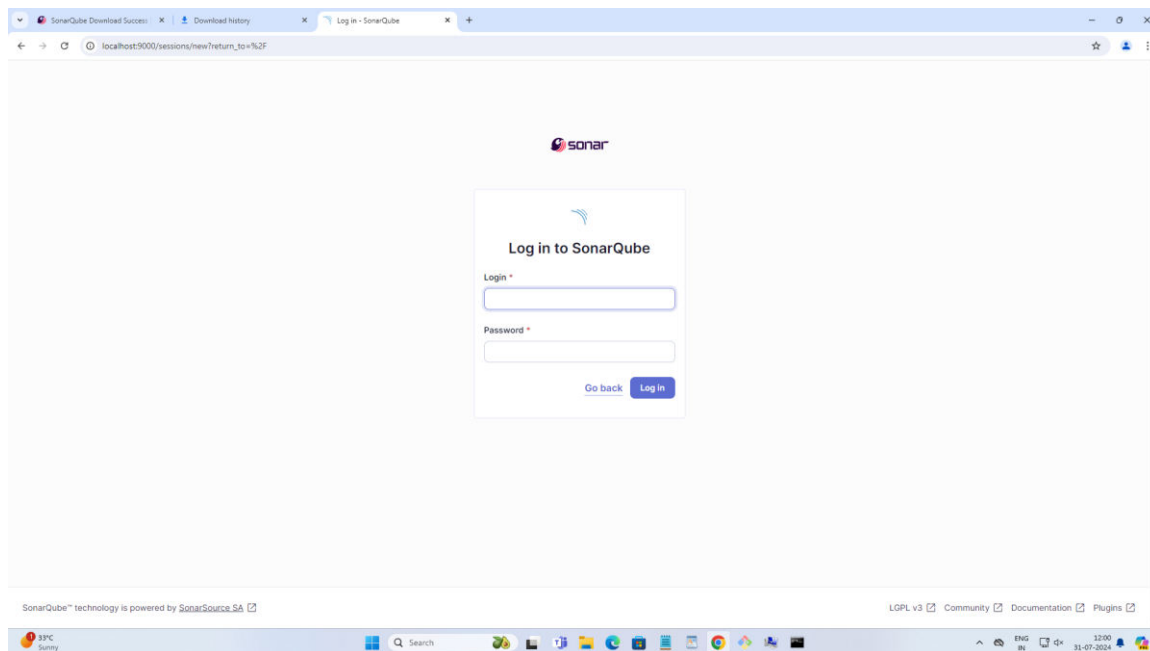 SonarQube Download Success
Download history
Log in - SonarQube
localhost:9000/sessions/new?return_to=%2F
sonar
Log in to SonarQube
Login *
Password *
Go back Log in
SonarQube™ technology is powered by SonarSource SA
LGPL v3 Community Documentation Plugins
1
33°C
Sunny
Search
ENG
IN
12:00
31-07-2024